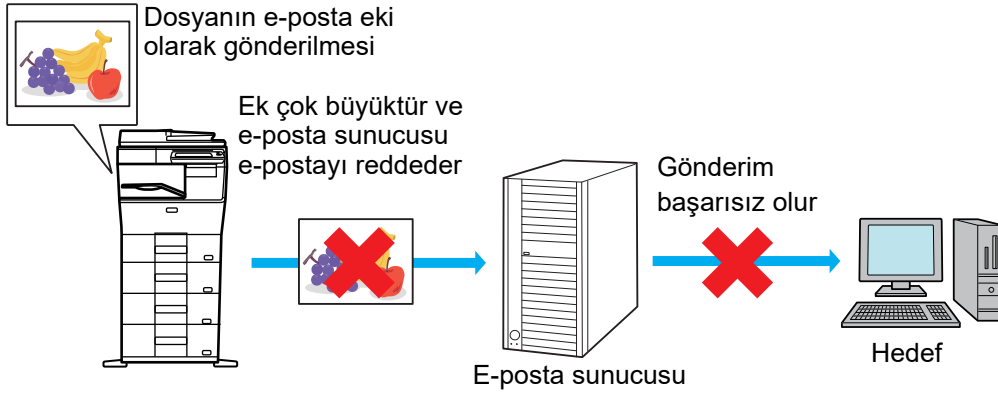 Dosyanın e-posta eki
olarak gönderilmesi
Ek çok büyüktür ve
e-posta sunucusu
e-postayı reddeder
Gönderim
başarısız olur
E-posta sunucusu
Hedef